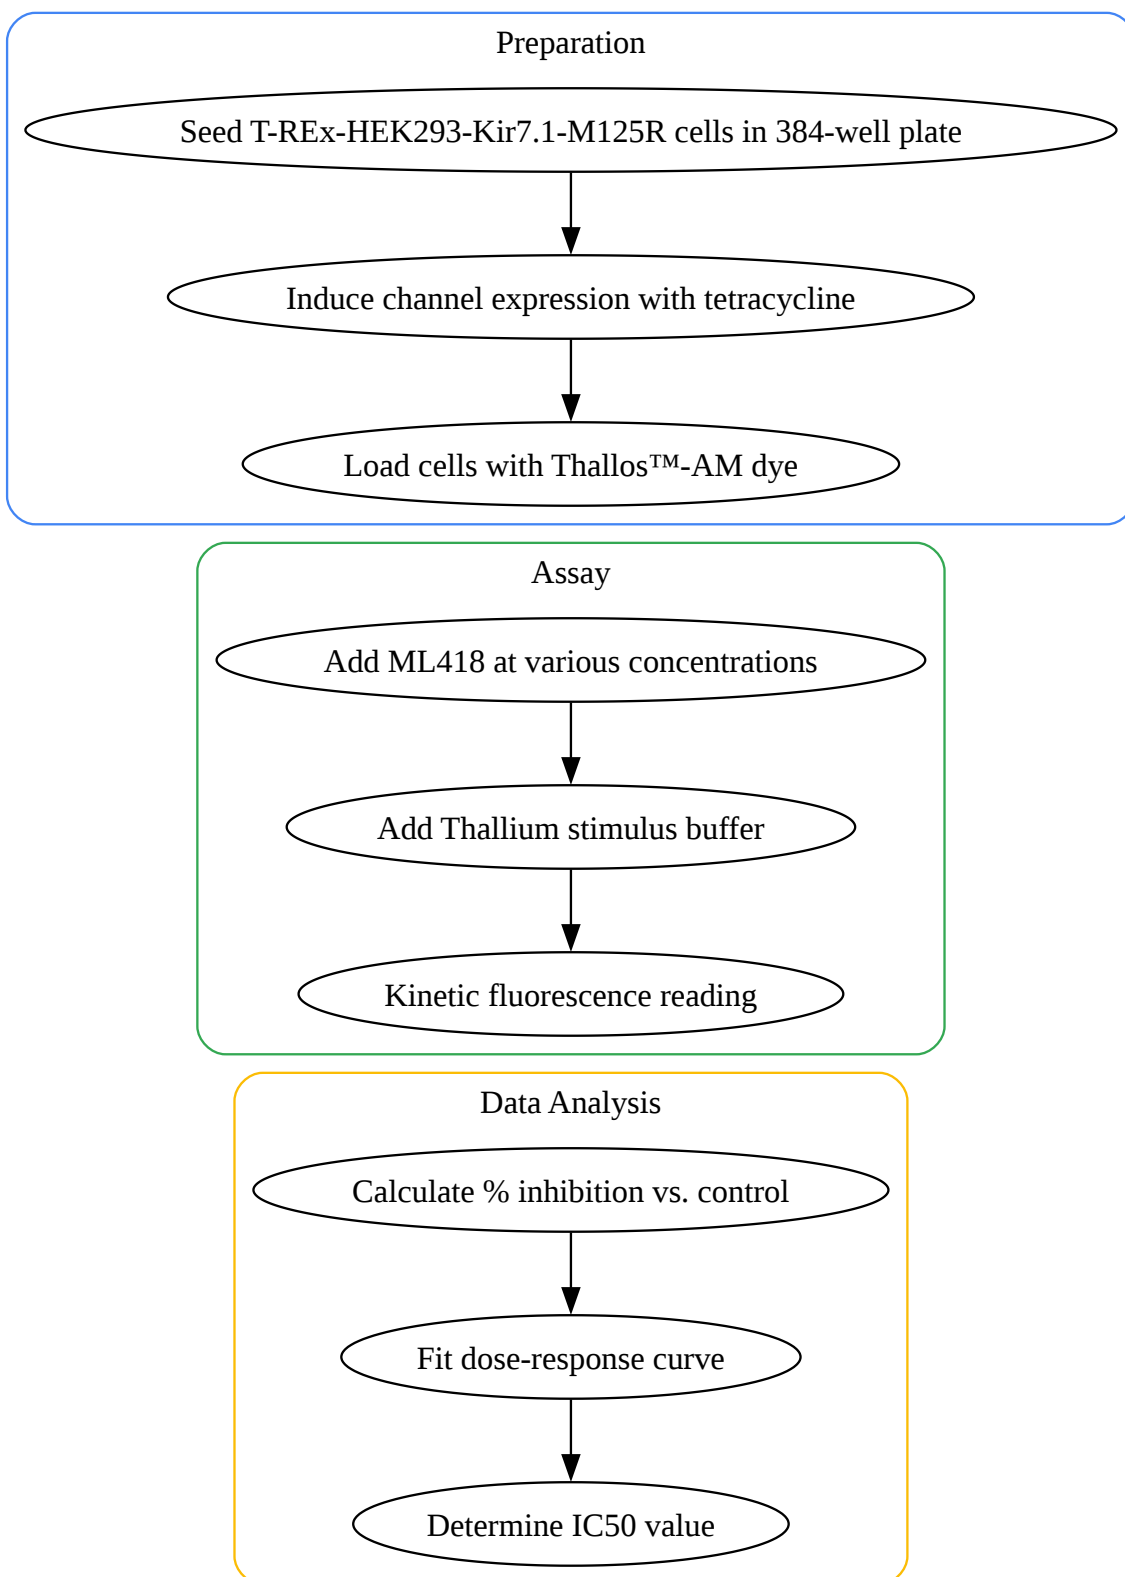 Preparation
Seed T-REx-HEK293-Kir7.1-M125R cells in 384-well plate
Induce channel expression with tetracycline
Load cells with Thallos™-AM dye
Assay
Add ML418 at various concentrations
Add Thallium stimulus buffer
Kinetic fluorescence reading
Data Analysis
Calculate % inhibition vs. control
Fit dose-response curve
Determine IC50 value